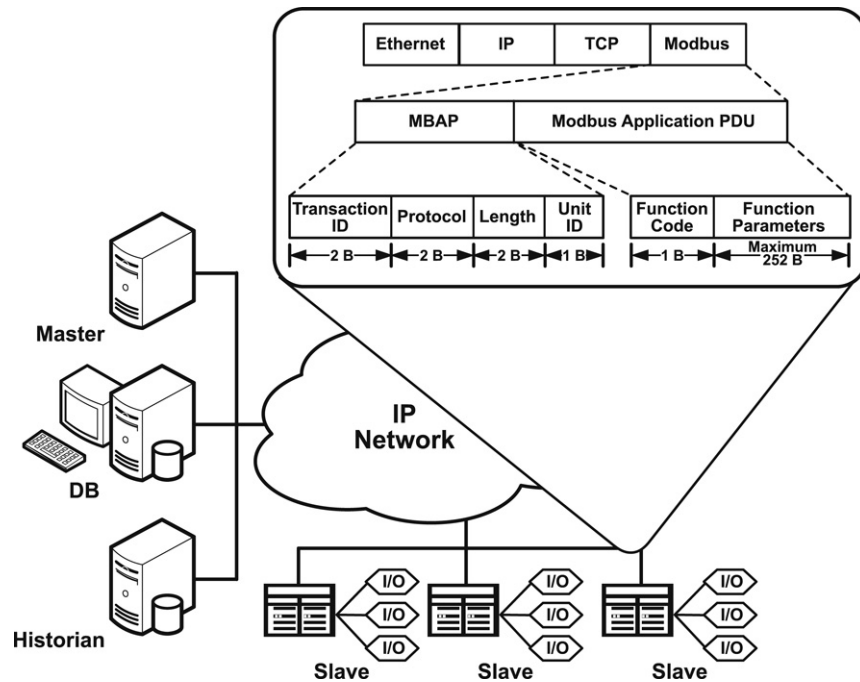 Ethernet IP TCP Modbus
MBAP Modbus Application PDU
Transaction ID
Protocol
Length
Unit ID
Function Code
Function Parameters
2 B 2 B 2 B 1 B 1 B Maximum 252 B
Master
DB
Historian
IP
Network
I/O
I/O
I/O
Slave
I/O
I/O
I/O
Slave
I/O
I/O
I/O
Slave